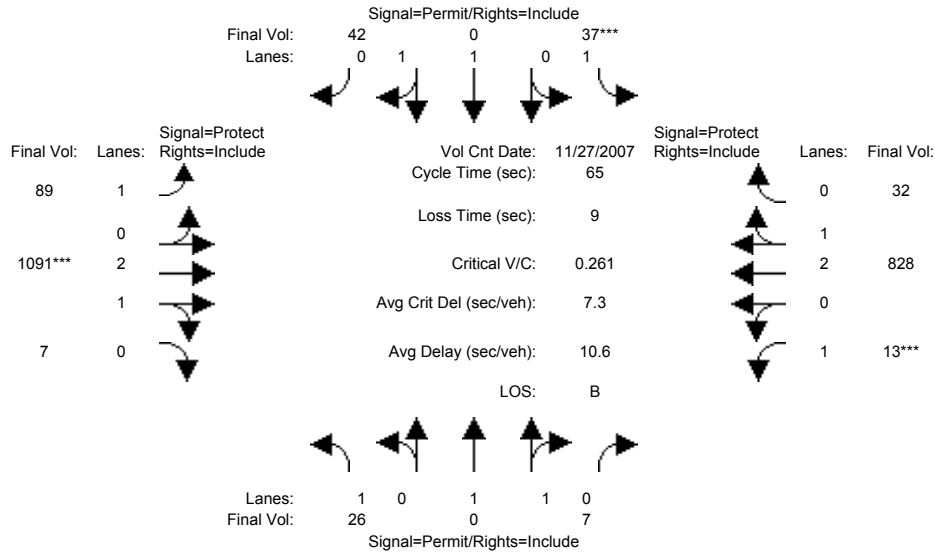 Signal=Permit/Rights=Include
Final Vol: 42 0 37***
Lanes: 0 1 1 0 1
Signal=Protect Signal=Protect
Final Vol: Lanes: Rights=Include Vol Cnt Date: 11/27/2007 Rights=Include Lanes: Final Vol:
Cycle Time (sec): 65
89 1 0 32
Loss Time (sec): 9
0 1
1091*** 2 Critical V/C: 0.261 2 828
1 Avg Crit Del (sec/veh): 7.3 0
7 0 Avg Delay (sec/veh): 10.6 1 13***
LOS: B
Lanes: 1 0 1 1 0
Final Vol: 26 0 7
Signal=Permit/Rights=Include